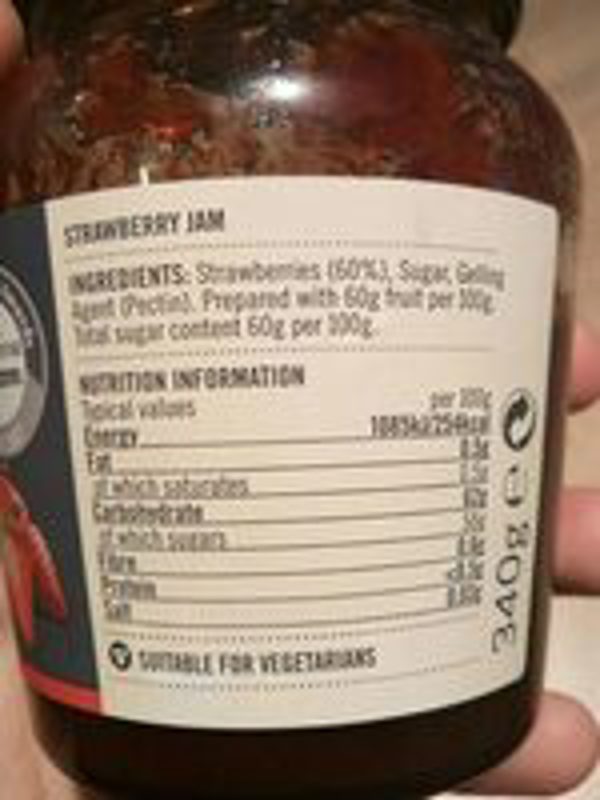 STRAWBERRY JAM
INGREDIENTS: Strawberries (60%), Sugar, Gelling
Agent (Pectin). Prepared with 60g fruit per 100g.
Total sugar content 60g per 100g.
NUTRITION INFORMATION
Typical values per 100g
Energy
Fat
of which saturates
Carbohydrate
of which sugars
Fibre
Protein
Salt
SUITABLE FOR VEGETARIANS
340g e